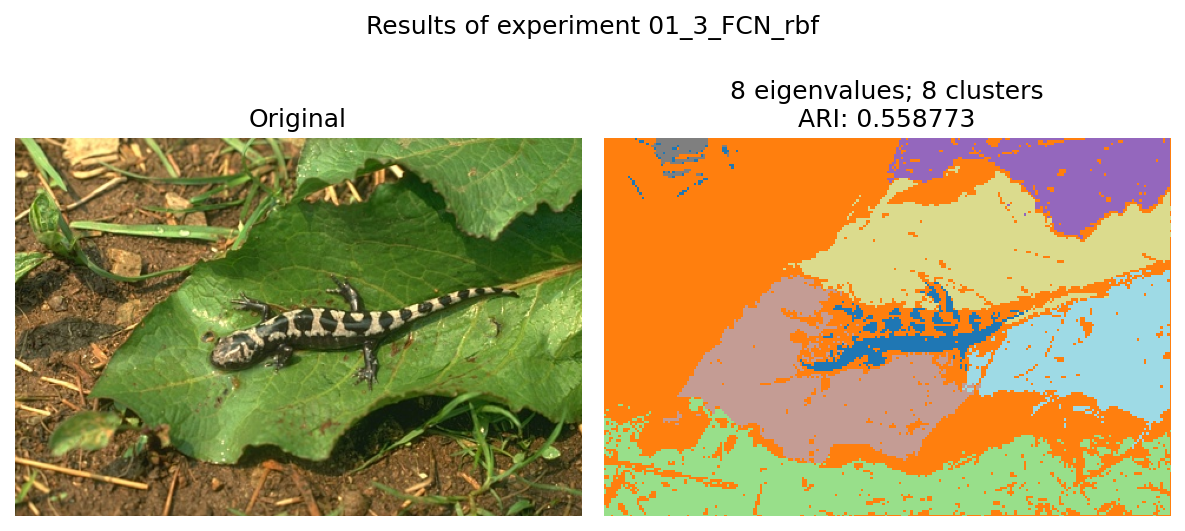 Results of experiment 01_3_FCN_rbf
Original
8 eigenvalues; 8 clusters
ARI: 0.558773